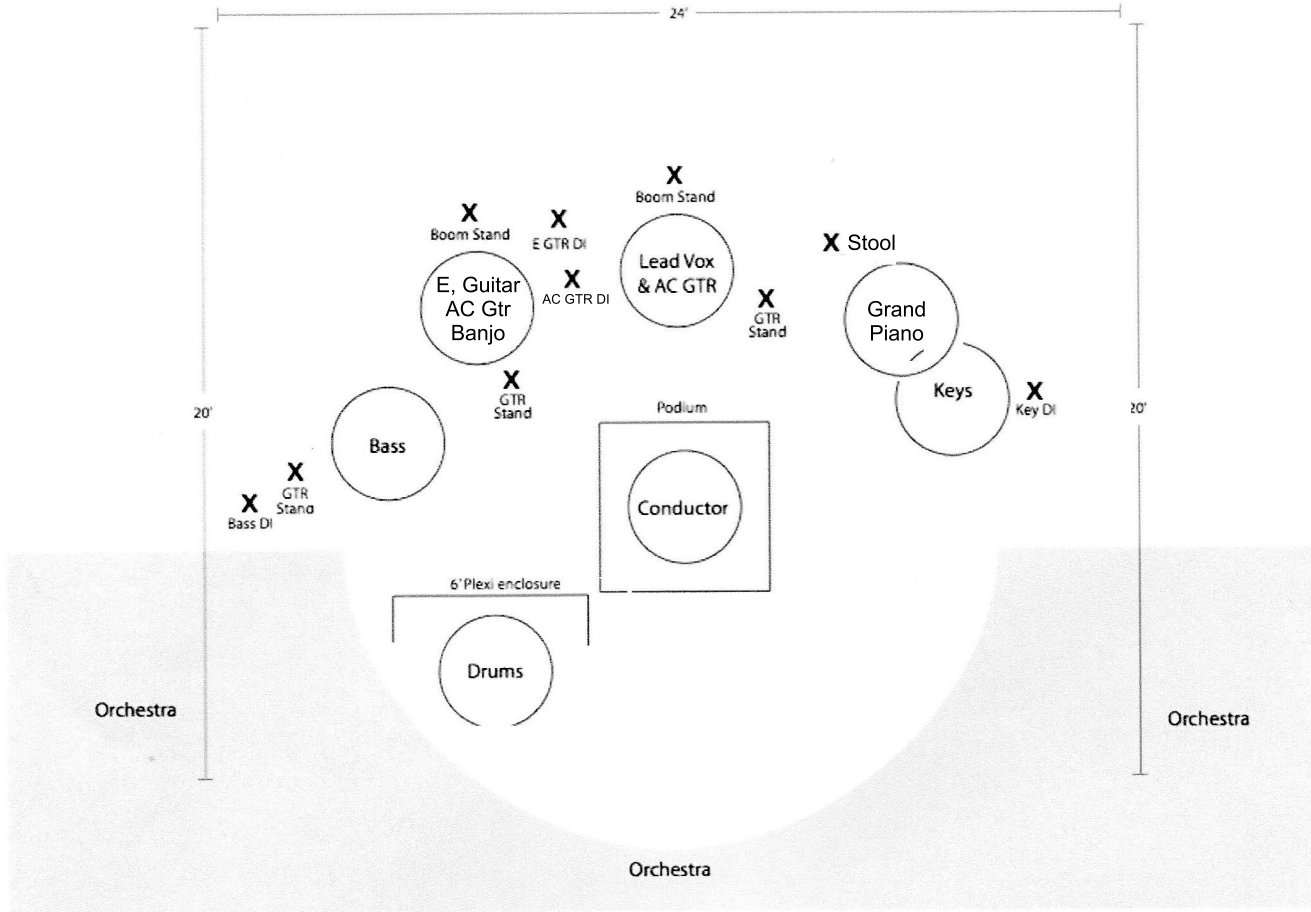 24'
X
Boom Stand
X
Boom Stand
X
E GTR DI
X
AC GTR DI
E, Guitar
AC Gtr
Banjo
Lead Vox
& AC GTR
X Stool
X
GTR
Stand
Grand
Piano
X
GTR
Stand
Keys
X
Key DI
20'
20'
Podium
Bass
X
GTR
Stand
X
Bass DI
Conductor
6' Plexi enclosure
Drums
Orchestra
Orchestra
Orchestra